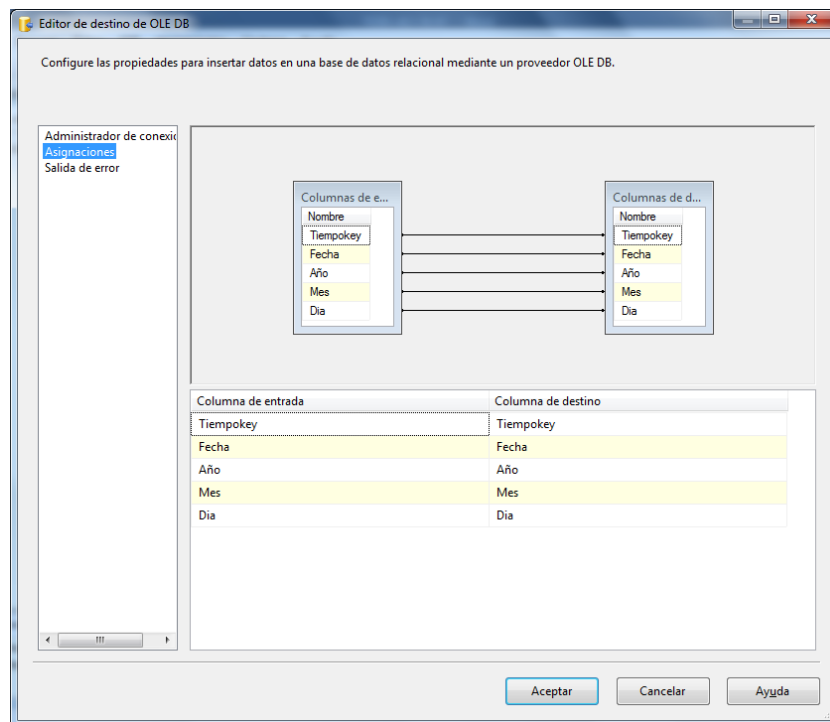 Editor de destino de OLE DB
Configure las propiedades para insertar datos en una base de datos relacional mediante un proveedor OLE DB.
Administrador de conexic
Asignaciones
Salida de error
Columnas de e...
Nombre
Tiempokey
Fecha
Año
Mes
Dia
Columnas de d...
Nombre
Tiempokey
Fecha
Año
Mes
Dia
Columna de entrada Columna de destino
Tiempokey Tiempokey
Fecha Fecha
Año Año
Mes Mes
Dia Dia
Aceptar Cancelar Ayuda